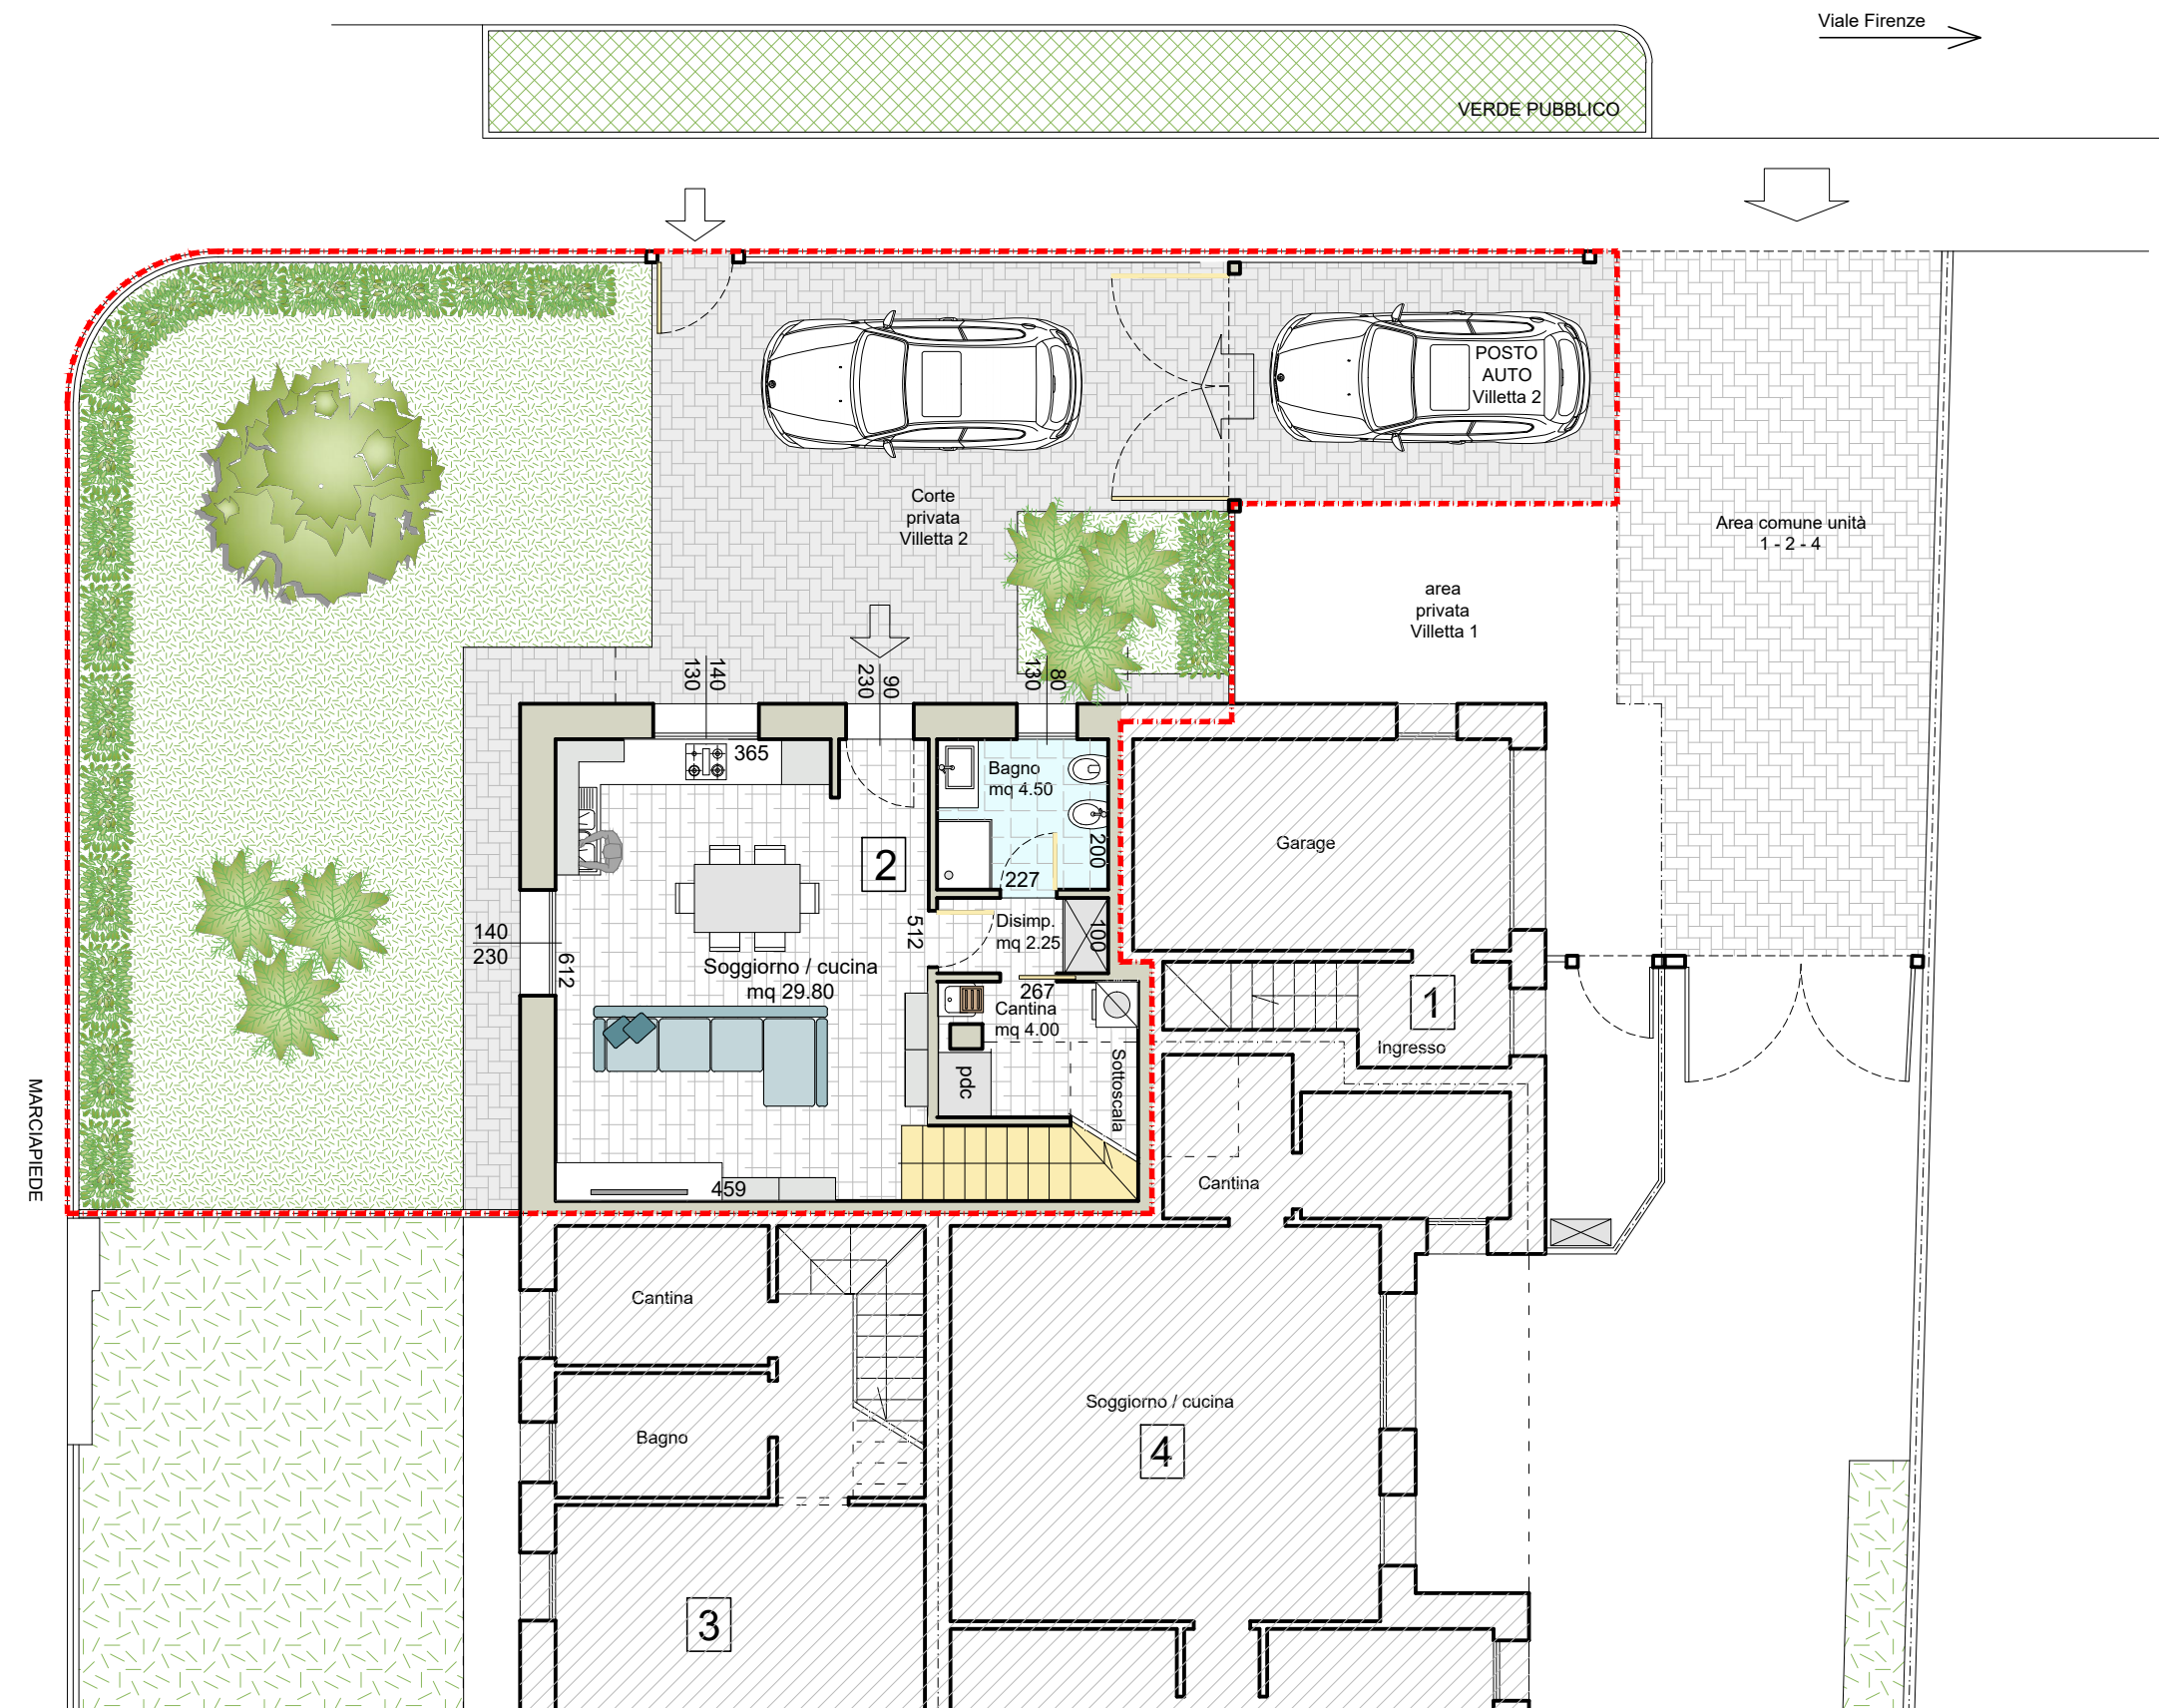 Viale Firenze
VERDE PUBBLICO
POSTO
AUTO
Villetta 2
Corte
privata
Villetta 2
Area comune unità
1 - 2 - 4
area
privata
Villetta 1
130
140
230
90
130
80
365
Bagno
mq 4.50
200
227
Garage
2
512
Disimp.
mq 2.25
100
140
230
612
Soggiorno / cucina
mq 29.80
267
Cantina
mq 4.00
1
Ingresso
pdc
Sottoscala
MARCIAPIEDE
459
Cantina
Cantina
Soggiorno / cucina
4
Bagno
3